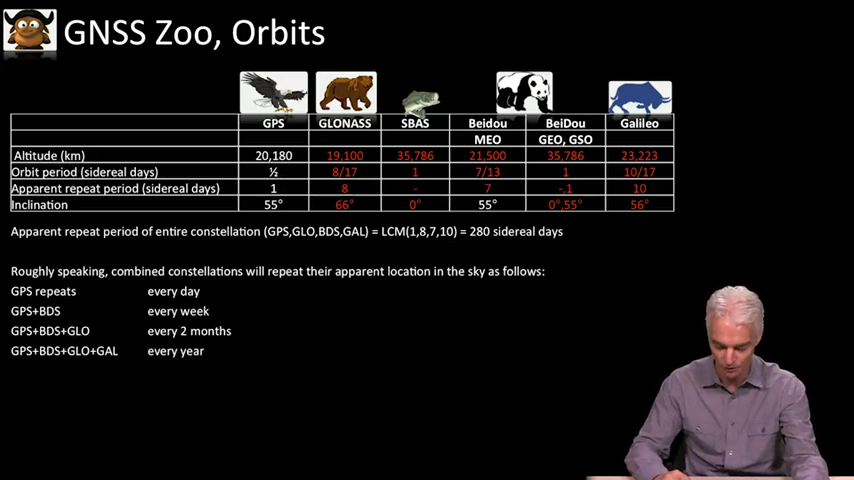 GNSS Zoo, Orbits
GPS GLONASS SBAS Beidou BeiDou Galileo
MEO GEO, GSO
Altitude (km) 20,180 19,100 35,786 21,500 35,786 23,223
Orbit period (sidereal days) ½ 8/17 1 7/13 1 10/17
Apparent repeat period (sidereal days) 1 8 - 7 -,1 10
Inclination 55° 66° 0° 55° 0°,55° 56°
Apparent repeat period of entire constellation (GPS,GLO,BDS,GAL) = LCM(1,8,7,10) = 280 sidereal days
Roughly speaking, combined constellations will repeat their apparent location in the sky as follows:
GPS repeats every day
GPS+BDS every week
GPS+BDS+GLO every 2 months
GPS+BDS+GLO+GAL every year